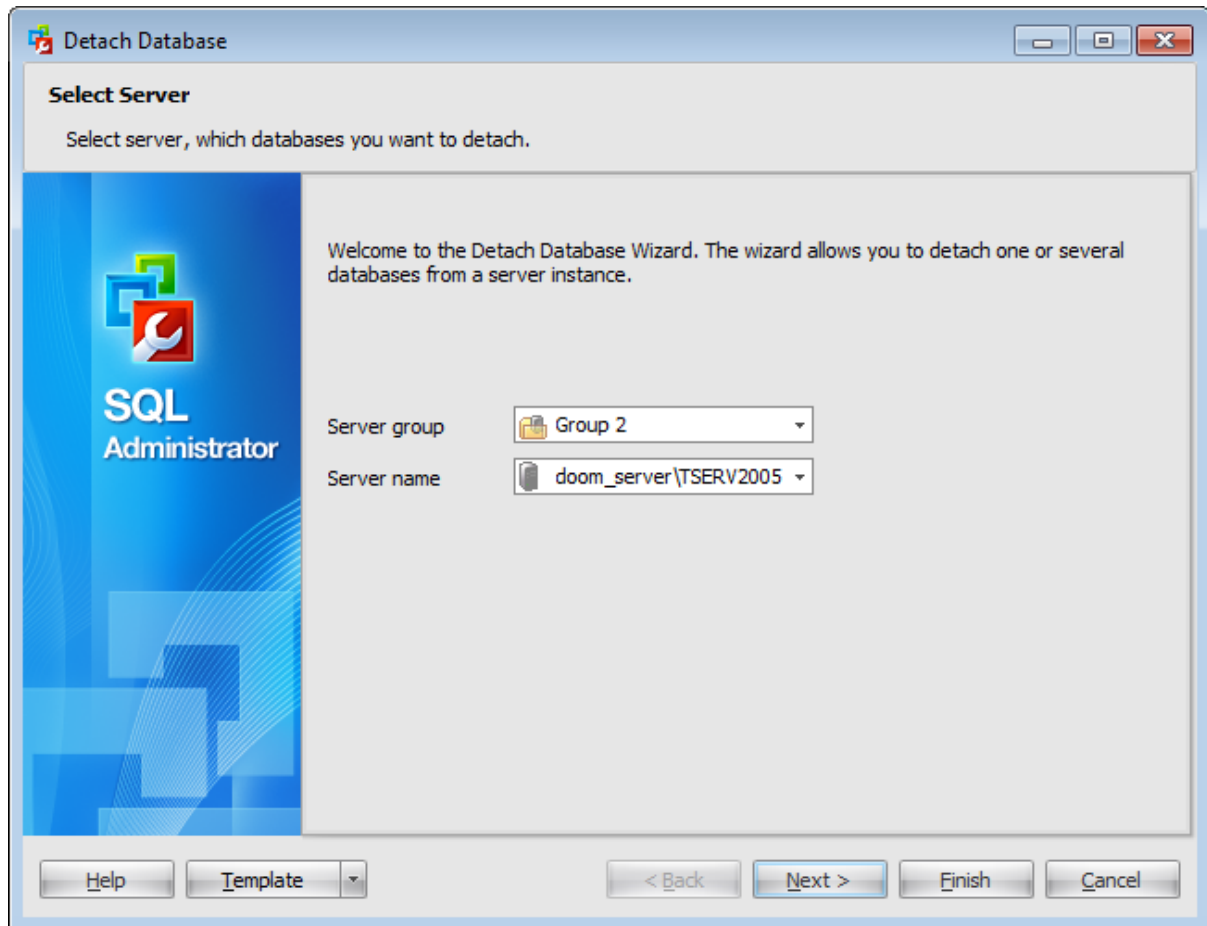 Detach Database
Select Server
Select server, which databases you want to detach.
Welcome to the Detach Database Wizard. The wizard allows you to detach one or several
databases from a server instance.
SQL
Administrator
Server group
Group 2
Server name
doom_server\TSERV2005
Help
Template
< Back
Next >
Finish
Cancel